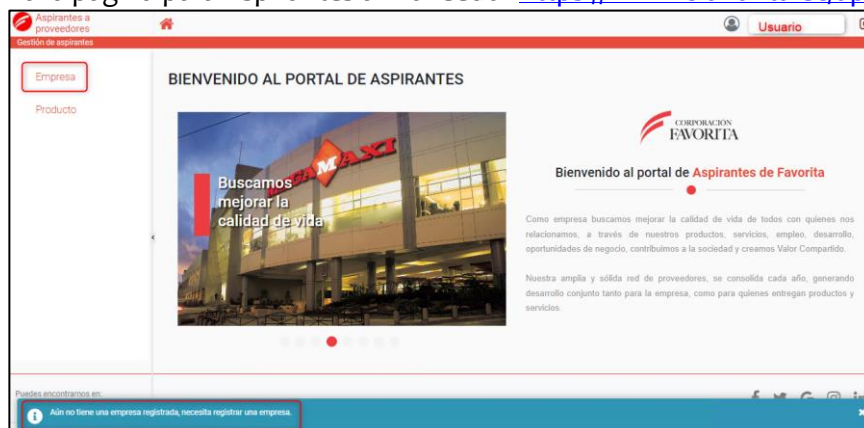 Aspirantes a
proveedores
Usuario
Gestión de aspirantes
Empresa
Producto
BIENVENIDO AL PORTAL DE ASPIRANTES
MEGAMAXI
Buscamos
mejorar la
calidad de vida
CORPORACIÓN
FAVORITA
Bienvenido al portal de Aspirantes de Favorita
Como empresa buscamos mejorar la calidad de vida de todos con quienes nos
relacionamos, a través de nuestros productos, servicios, empleo, desarrollo,
oportunidades de negocio, contribuimos a la sociedad y creamos Valor Compartido.
Nuestra amplia y sólida red de proveedores, se consolida cada año, generando
desarrollo conjunto tanto para la empresa, como para quienes entregan productos y
servicios.
Puedes encontrarnos en:
Aún no tiene una empresa registrada, necesita registrar una empresa.